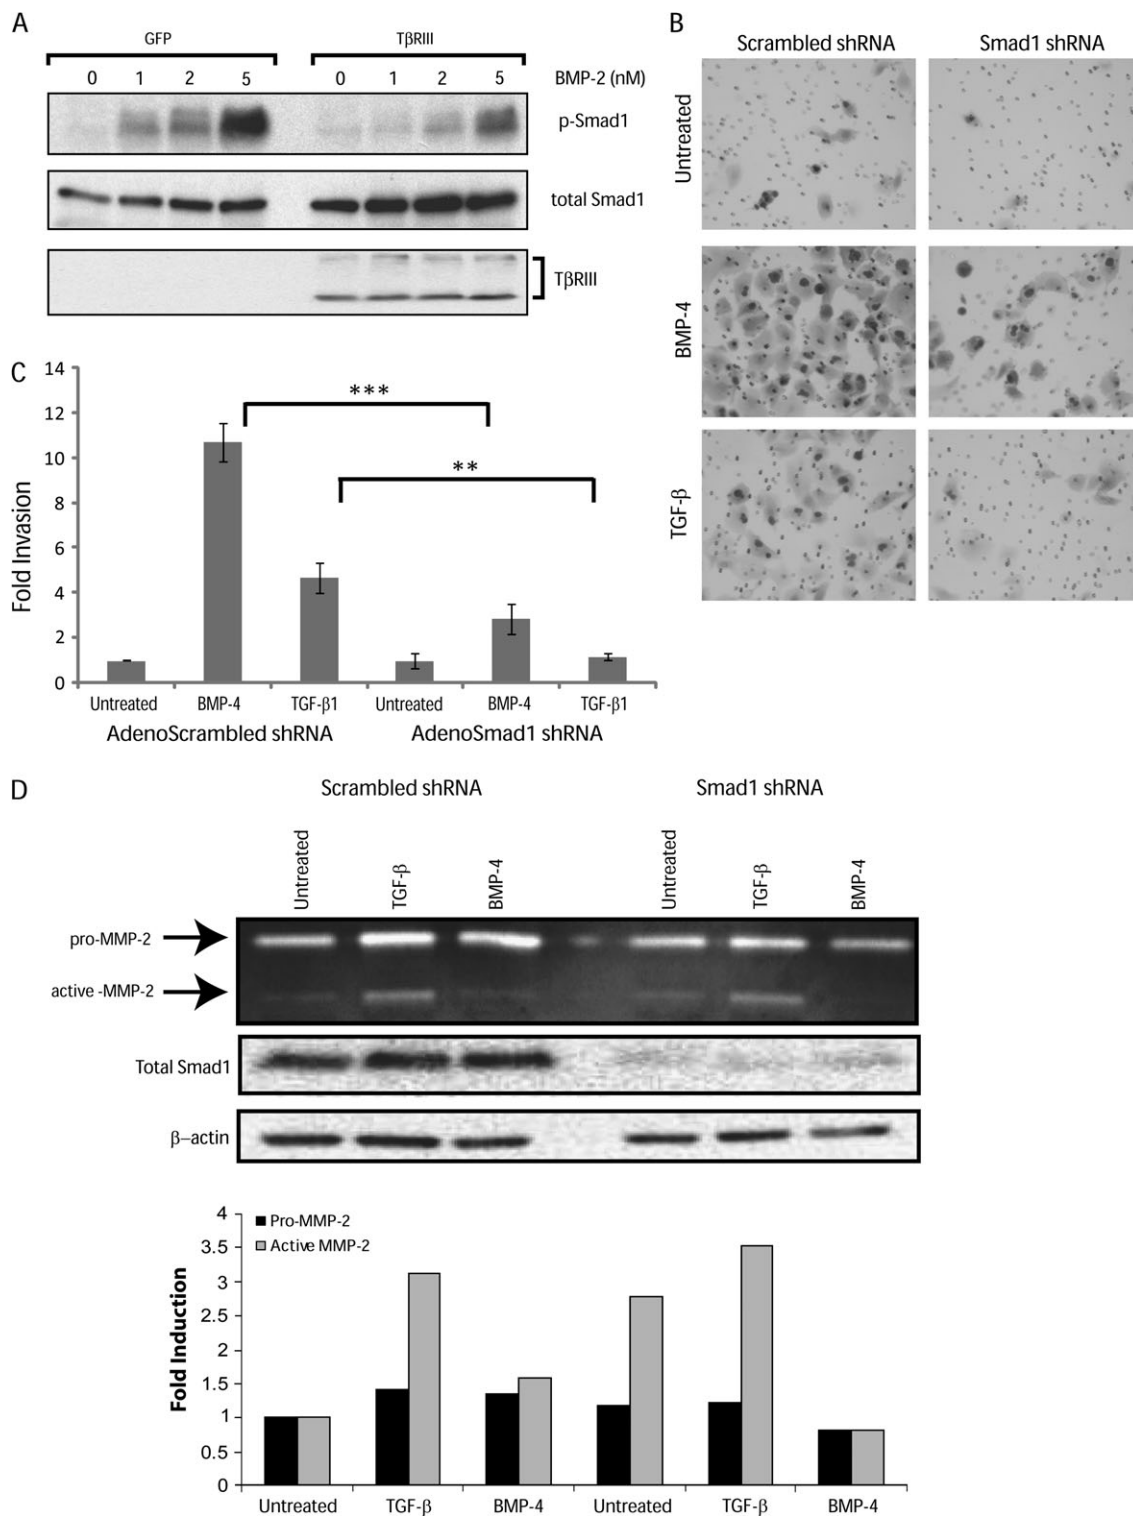 A
GFP
TβRIII
0 1 2 5 0 1 2 5 BMP-2 (nM)
p-Smad1
total Smad1
TβRIII
B
Scrambled shRNA Smad1 shRNA
Untreated
BMP-4
TGF-β
C
14
12
10
8
6
4
2
0
Fold Invasion
***
**
Untreated BMP-4 TGF-β1 Untreated BMP-4 TGF-β1
AdenoScrambled shRNA AdenoSmad1 shRNA
D
Scrambled shRNA Smad1 shRNA
Untreated TGF-β BMP-4 Untreated TGF-β BMP-4
pro-MMP-2
active -MMP-2
Total Smad1
β–actin
4
3.5
3
2.5
2
1.5
1
0.5
0
Fold Induction
Pro-MMP-2
Active MMP-2
Untreated TGF-β BMP-4 Untreated TGF-β BMP-4